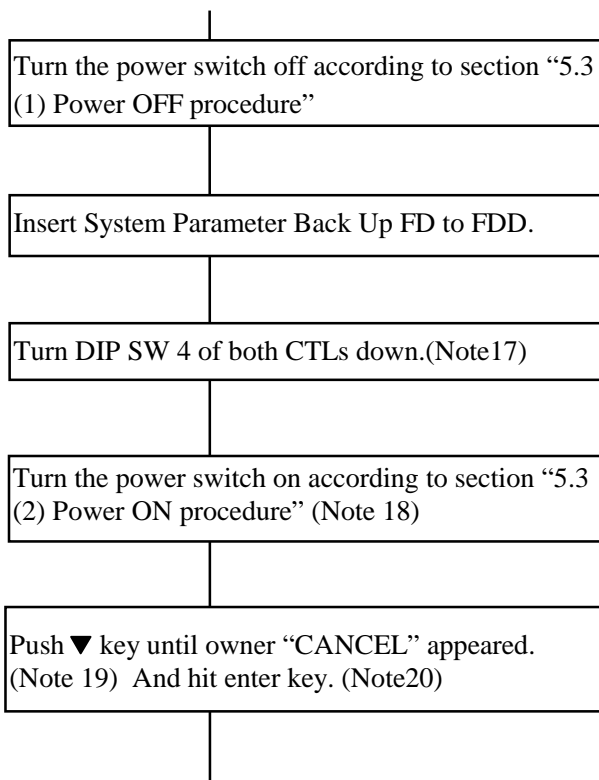 Turn the power switch off according to section “5.3
(1) Power OFF procedure”
Insert System Parameter Back Up FD to FDD.
Turn DIP SW 4 of both CTLs down.(Note17)
Turn the power switch on according to section “5.3
(2) Power ON procedure” (Note 18)
Push ▼ key until owner “CANCEL” appeared.
(Note 19)  And hit enter key. (Note20)